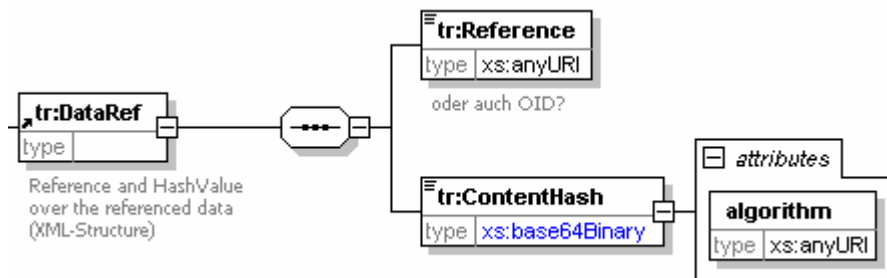 tr:DataRef
type
Reference and HashValue
over the referenced data
(XML-Structure)
tr:Reference
type xs:anyURI
oder auch OID?
tr:ContentHash
type xs:base64Binary
attributes
algorithm
type xs:anyURI